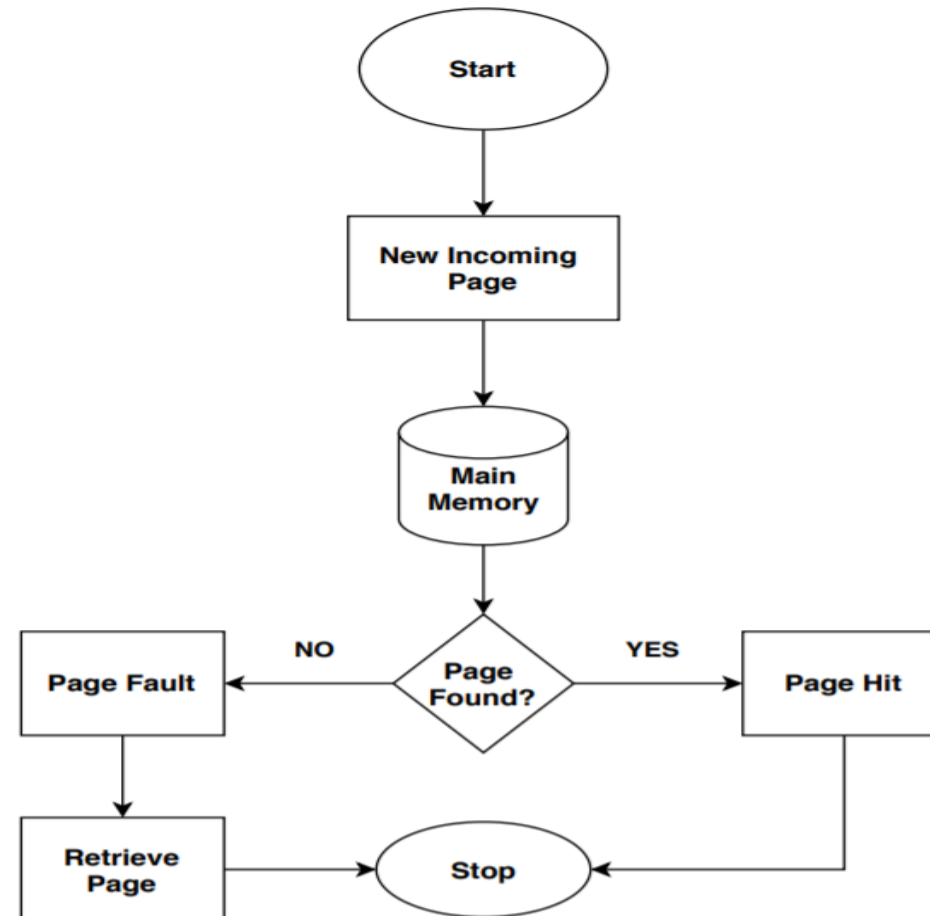 Start
New Incoming
Page
Main
Memory
NO
YES
Page Fault
Page
Found?
Page Hit
Retrieve
Page
Stop